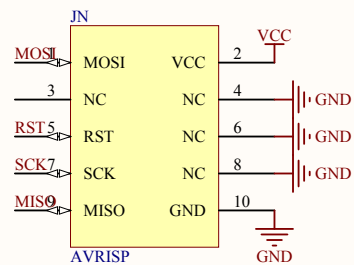 JN
VCC
MOSI 1 MOSI VCC 2
3 NC NC 4 GND
RST 5 RST NC 6 GND
SCK 7 SCK NC 8 GND
MISO 9 MISO GND 10
AVRISP GND